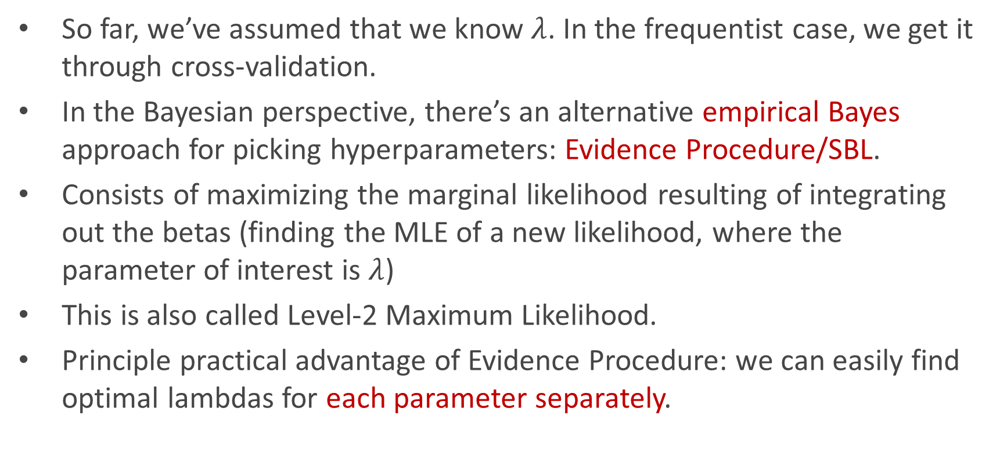 • So far, we’ve assumed that we know λ. In the frequentist case, we get it
through cross-validation.
• In the Bayesian perspective, there’s an alternative empirical Bayes
approach for picking hyperparameters: Evidence Procedure/SBL.
• Consists of maximizing the marginal likelihood resulting of integrating
out the betas (finding the MLE of a new likelihood, where the
parameter of interest is λ)
• This is also called Level-2 Maximum Likelihood.
• Principle practical advantage of Evidence Procedure: we can easily find
optimal lambdas for each parameter separately.